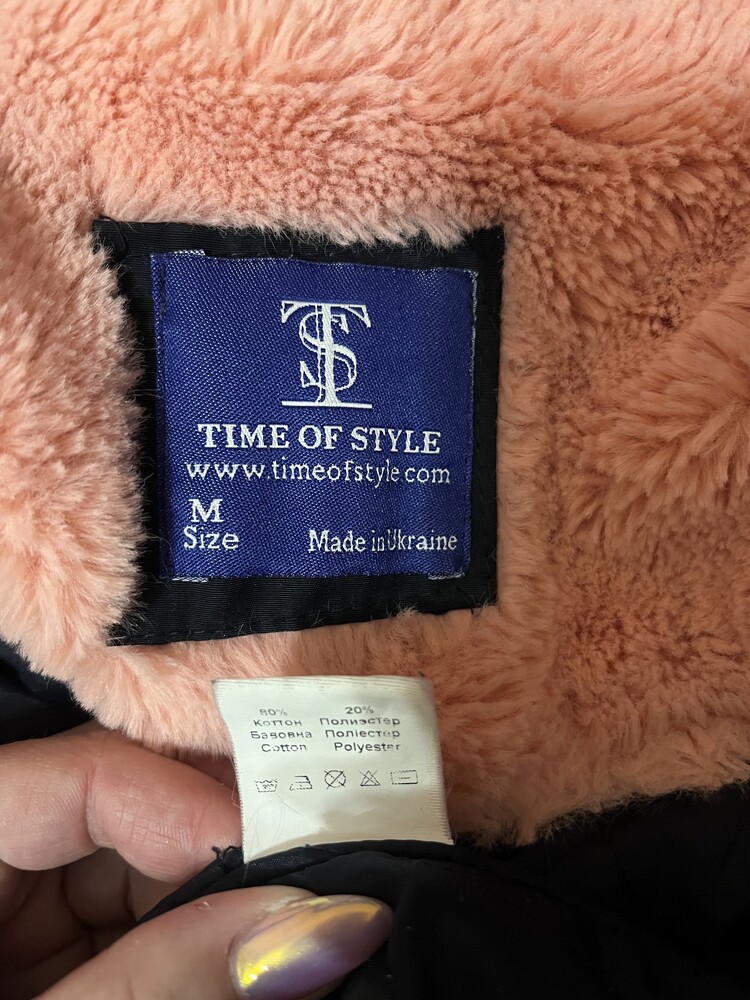 TS
TIME OF STYLE
www.timeofstyle.com
M
Size
Made in Ukraine
80% 20%
Коттон Полиэстер
Бавовна Поліестер
Cotton Polyester